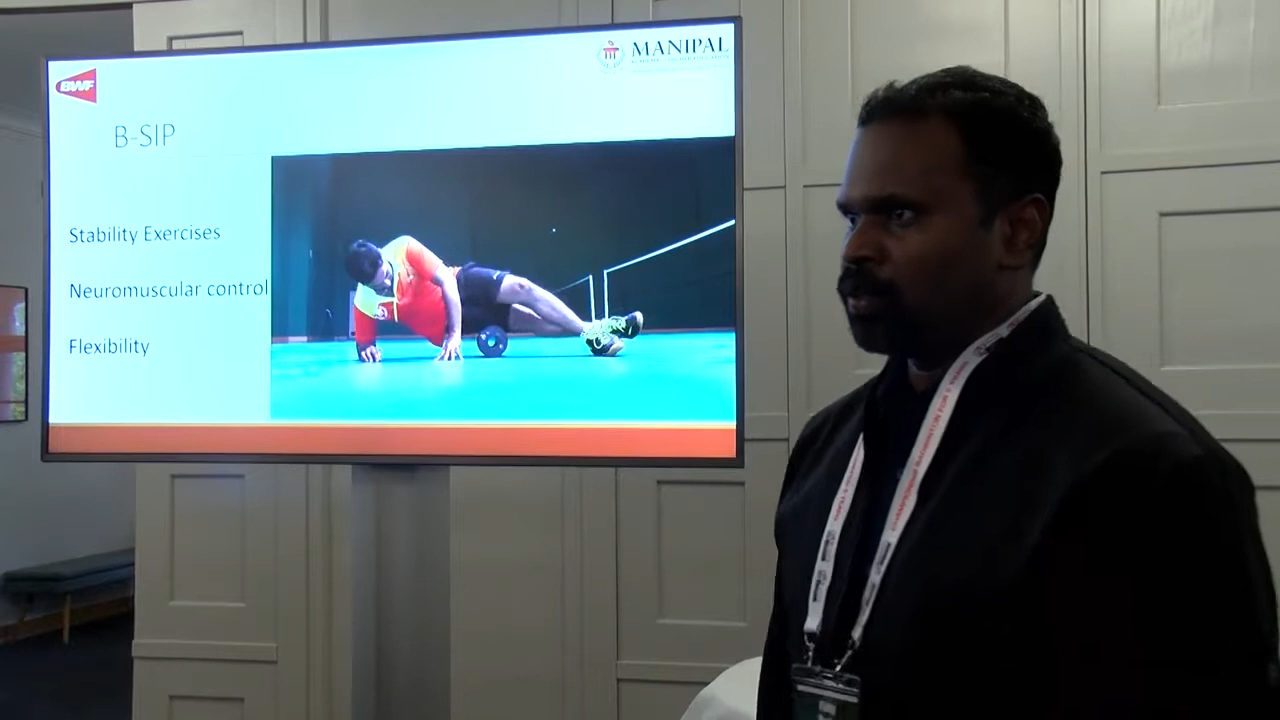 BWF
MANIPAL
B-SIP
Stability Exercises
Neuromuscular control
Flexibility